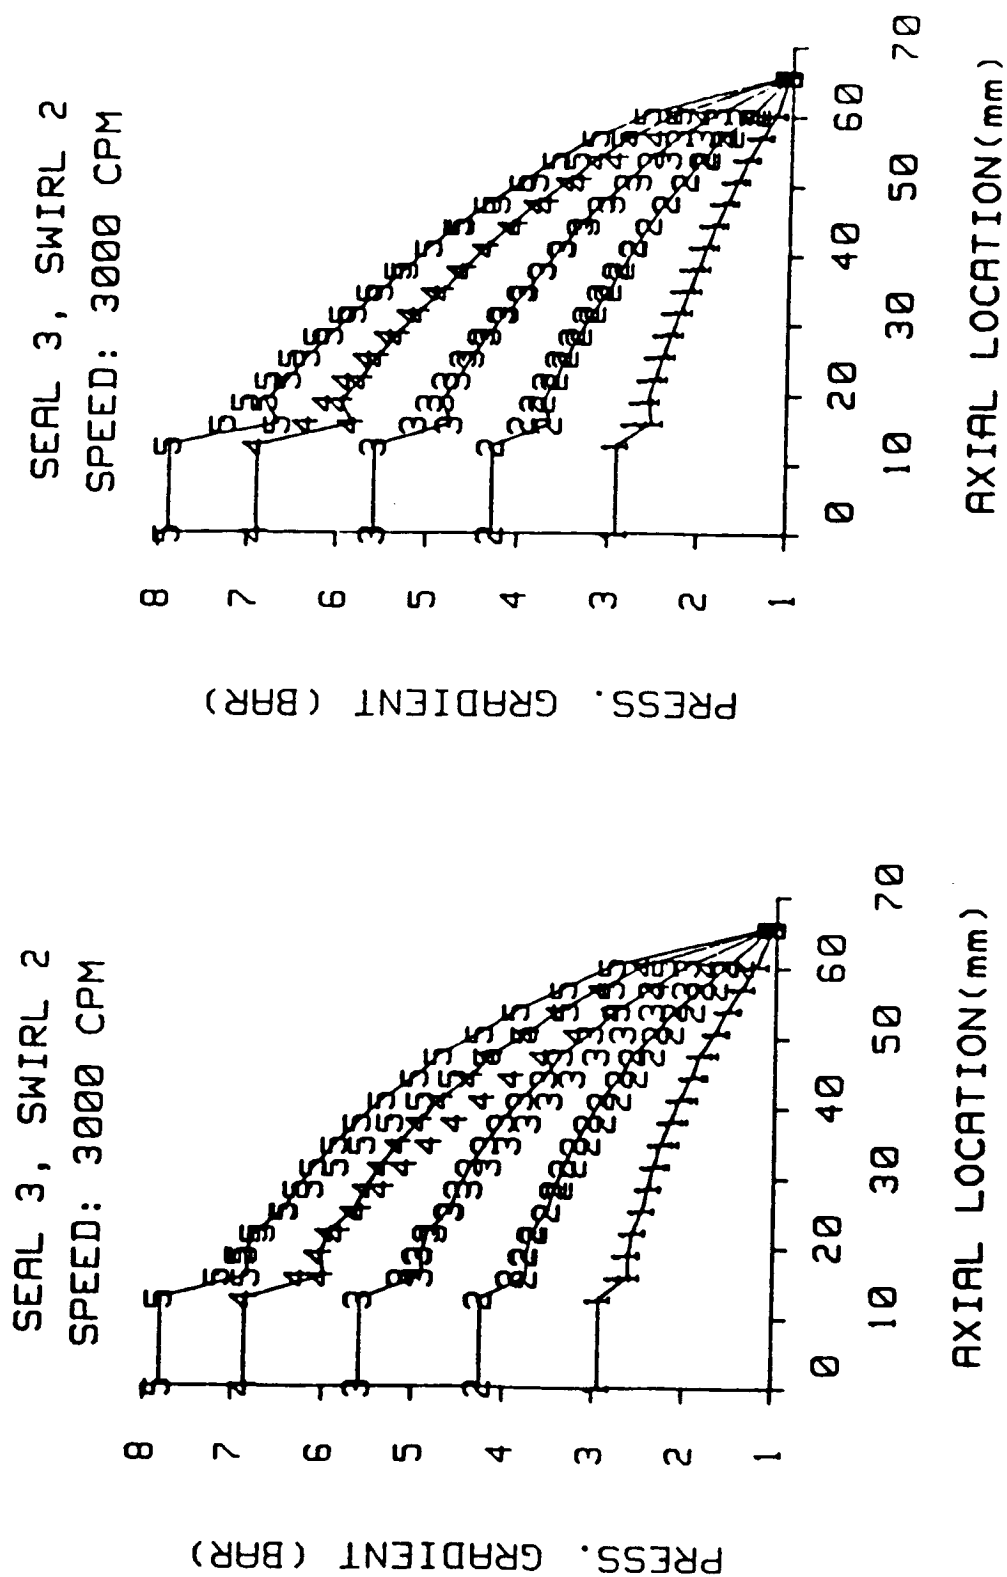 SEAL 3, SWIRL 2
SPEED: 3000 CPM
PRESS. GRADIENT (BAR)
8
7
6
5
4
3
2
1
0 10 20 30 40 50 60 70
AXIAL LOCATION(mm)
SEAL 3, SWIRL 2
SPEED: 3000 CPM
PRESS. GRADIENT (BAR)
8
7
6
5
4
3
2
1
0 10 20 30 40 50 60 70
AXIAL LOCATION(mm)